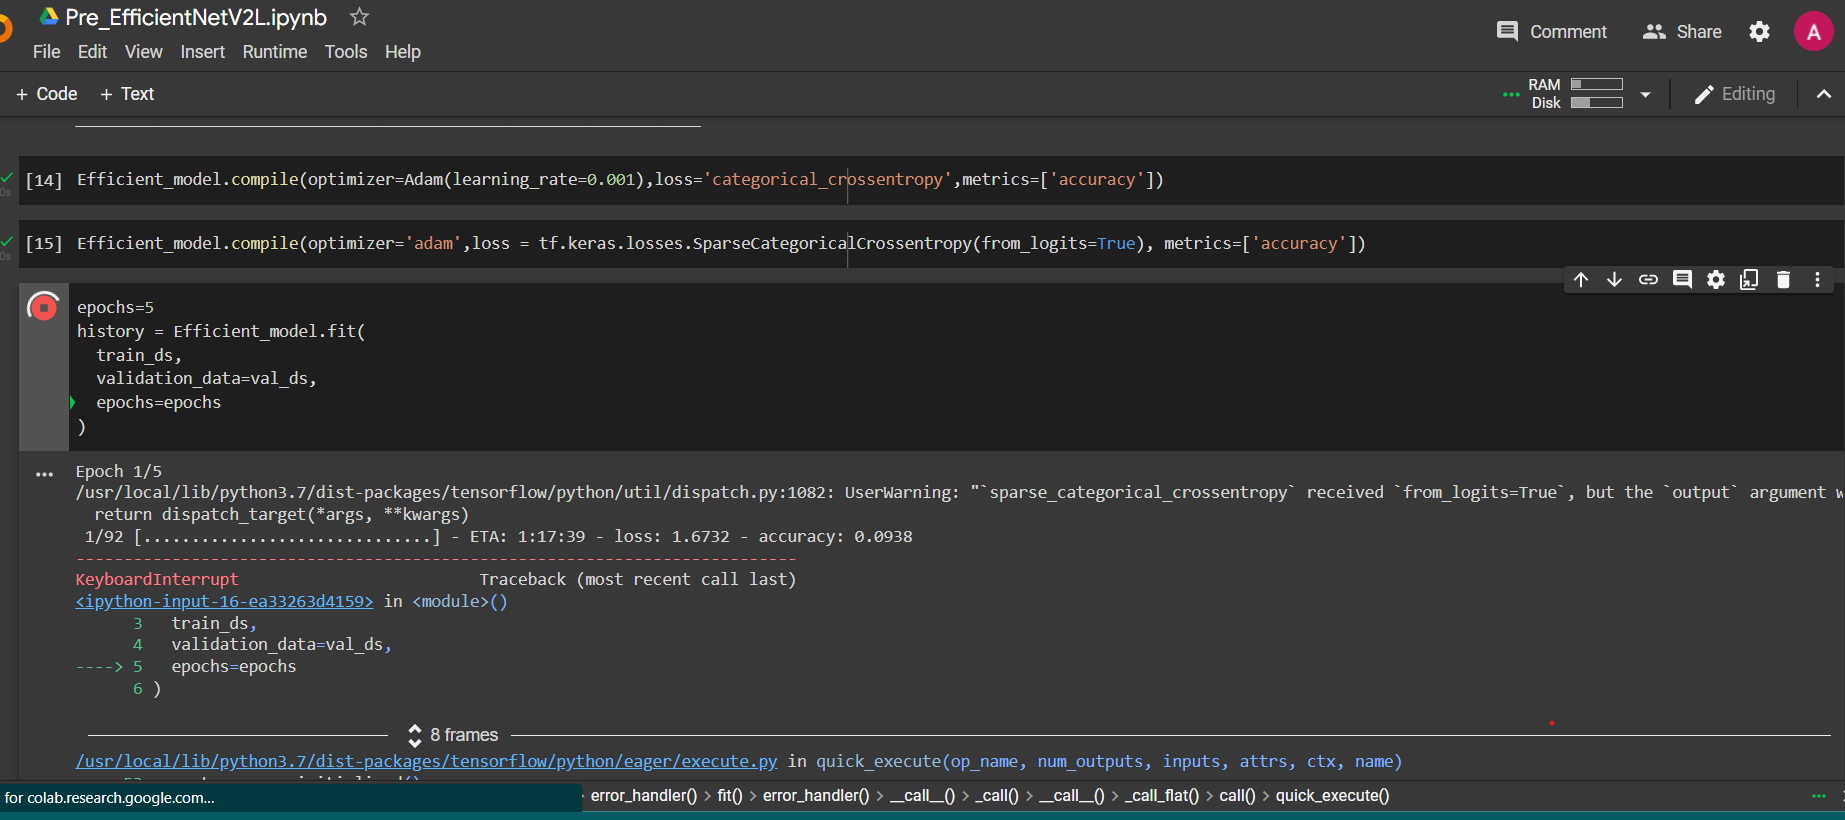 Pre_EfficientNetV2L.ipynb
File Edit View Insert Runtime Tools Help
Comment Share A
+ Code + Text
RAM
Disk
Editing
[14] Efficient_model.compile(optimizer=Adam(learning_rate=0.001),loss='categorical_crossentropy',metrics=['accuracy'])
0s
[15] Efficient_model.compile(optimizer='adam',loss = tf.keras.losses.SparseCategoricalCrossentropy(from_logits=True), metrics=['accuracy'])
0s
epochs=5
history = Efficient_model.fit(
train_ds,
validation_data=val_ds,
epochs=epochs
)
Epoch 1/5
/usr/local/lib/python3.7/dist-packages/tensorflow/python/util/dispatch.py:1082: UserWarning: "`sparse_categorical_crossentropy` received `from_logits=True`, but the `output` argument
return dispatch_target(*args, **kwargs)
1/92 [..............................] - ETA: 1:17:39 - loss: 1.6732 - accuracy: 0.0938
---------------------------------------------------------------------------
KeyboardInterrupt Traceback (most recent call last)
<ipython-input-16-ea33263d4159> in <module>()
3 train_ds,
4 validation_data=val_ds,
----> 5 epochs=epochs
6 )
8 frames
/usr/local/lib/python3.7/dist-packages/tensorflow/python/eager/execute.py in quick_execute(op_name, num_outputs, inputs, attrs, ctx, name)
for colab.research.google.com...
error_handler() > fit() > error_handler() > __call__() > _call() > __call__() > _call_flat() > call() > quick_execute()